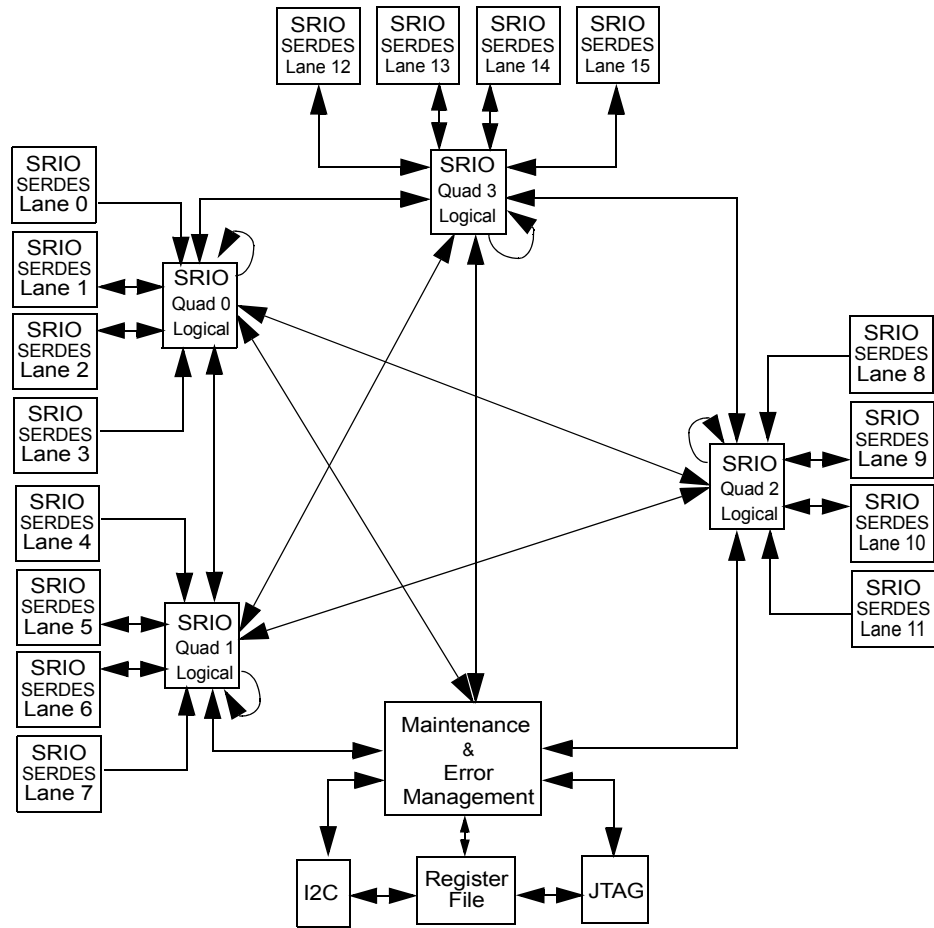 SRIO
SERDES
Lane 12
SRIO
SERDES
Lane 13
SRIO
SERDES
Lane 14
SRIO
SERDES
Lane 15
SRIO
Quad 3
Logical
SRIO
SERDES
Lane 0
SRIO
SERDES
Lane 1
SRIO
SERDES
Lane 2
SRIO
SERDES
Lane 3
SRIO
Quad 0
Logical
SRIO
SERDES
Lane 8
SRIO
SERDES
Lane 9
SRIO
SERDES
Lane 10
SRIO
SERDES
Lane 11
SRIO
Quad 2
Logical
SRIO
SERDES
Lane 4
SRIO
SERDES
Lane 5
SRIO
SERDES
Lane 6
SRIO
SERDES
Lane 7
SRIO
Quad 1
Logical
Maintenance
&
Error
Management
I2C
Register
File
JTAG